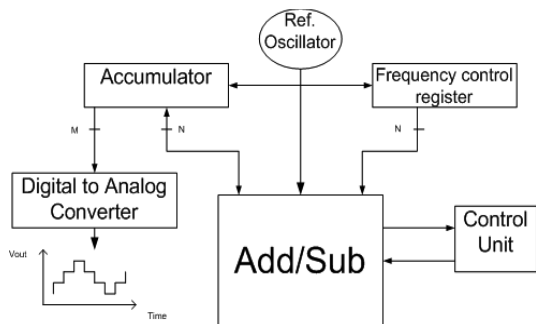 Ref.
Oscillator
Accumulator
Frequency control
register
M
N
N
Digital to Analog
Converter
Add/Sub
Control
Unit
Vout
Time